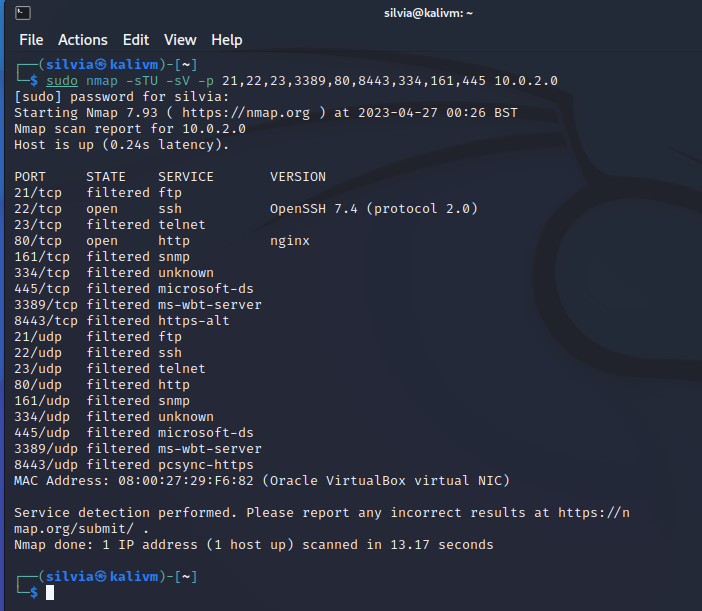 silvia@kalivm: ~
File Actions Edit View Help
┌──(silvia㉿kalivm)-[~]
└─$ sudo nmap -sTU -sV -p 21,22,23,3389,80,8443,334,161,445 10.0.2.0
[sudo] password for silvia:
Starting Nmap 7.93 ( https://nmap.org ) at 2023-04-27 00:26 BST
Nmap scan report for 10.0.2.0
Host is up (0.24s latency).
PORT     STATE    SERVICE       VERSION
21/tcp   filtered ftp
22/tcp   open     ssh           OpenSSH 7.4 (protocol 2.0)
23/tcp   filtered telnet
80/tcp   open     http          nginx
161/tcp  filtered snmp
334/tcp  filtered unknown
445/tcp  filtered microsoft-ds
3389/tcp filtered ms-wbt-server
8443/tcp filtered https-alt
21/udp   filtered ftp
22/udp   filtered ssh
23/udp   filtered telnet
80/udp   filtered http
161/udp  filtered snmp
334/udp  filtered unknown
445/udp  filtered microsoft-ds
3389/udp filtered ms-wbt-server
8443/udp filtered pcsync-https
MAC Address: 08:00:27:29:F6:82 (Oracle VirtualBox virtual NIC)
Service detection performed. Please report any incorrect results at https://n
map.org/submit/ .
Nmap done: 1 IP address (1 host up) scanned in 13.17 seconds
┌──(silvia㉿kalivm)-[~]
└─$